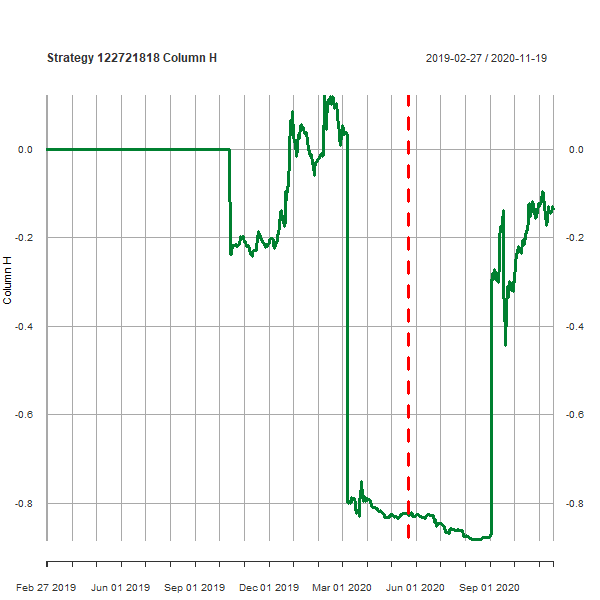 Strategy 122721818 Column H
2019-02-27 / 2020-11-19
0.0 0.0
-0.2 -0.2
Column H
-0.4 -0.4
-0.6 -0.6
-0.8 -0.8
Feb 27 2019 Jun 01 2019 Sep 01 2019 Dec 01 2019 Mar 01 2020 Jun 01 2020 Sep 01 2020